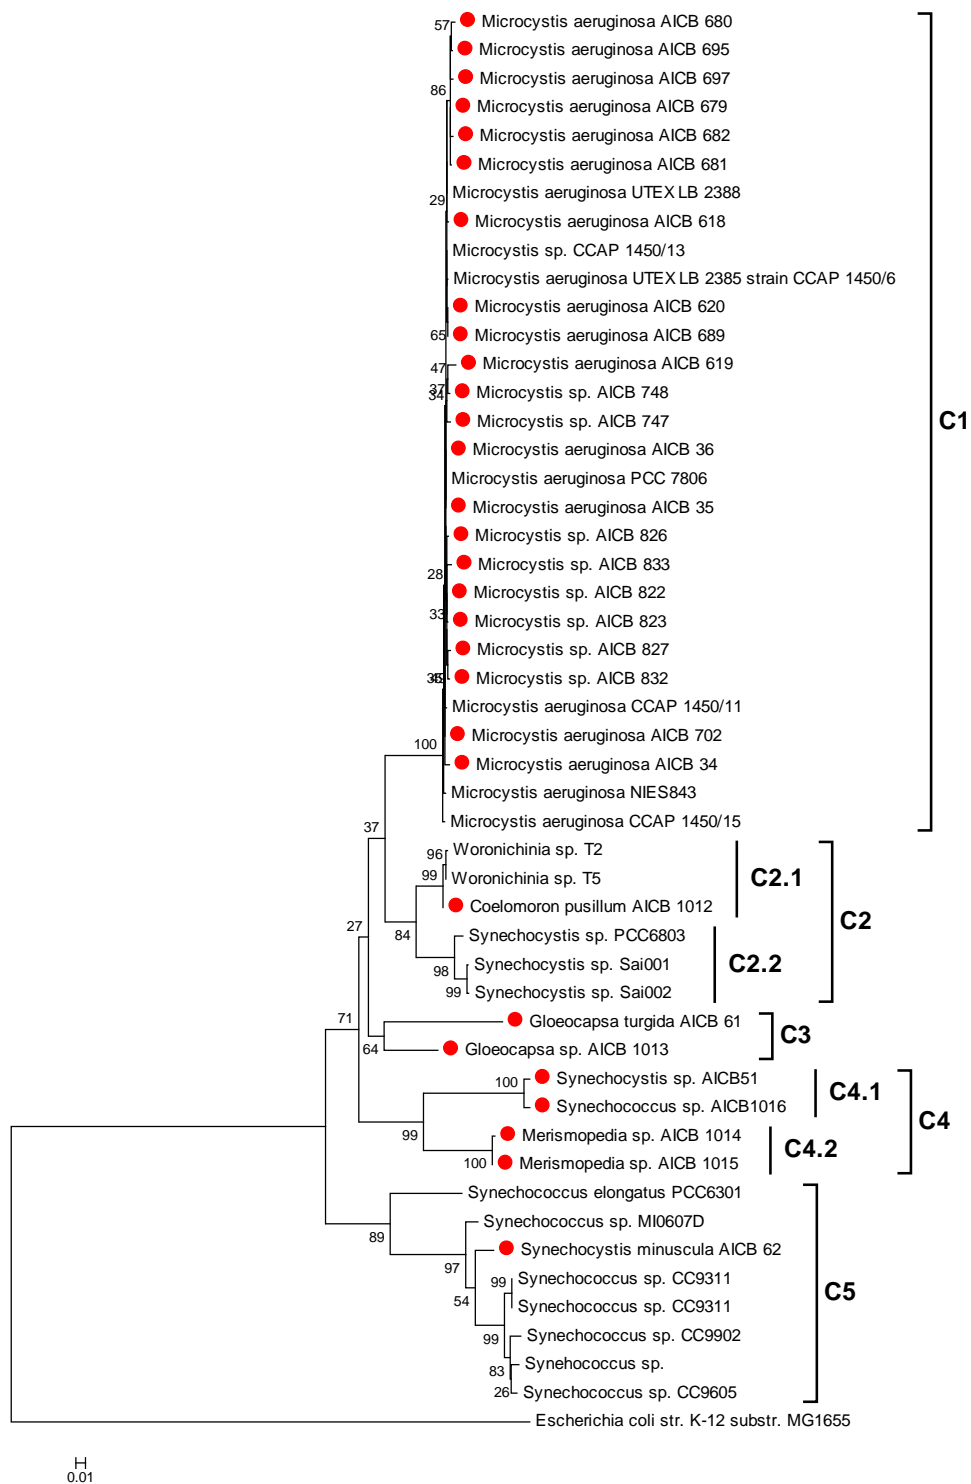 Microcystis aeruginosa AICB 680
57
Microcystis aeruginosa AICB 695
Microcystis aeruginosa AICB 697
86
Microcystis aeruginosa AICB 679
Microcystis aeruginosa AICB 682
Microcystis aeruginosa AICB 681
Microcystis aeruginosa UTEX LB 2388
29
Microcystis aeruginosa AICB 618
Microcystis sp. CCAP 1450/13
Microcystis aeruginosa UTEX LB 2385 strain CCAP 1450/6
Microcystis aeruginosa AICB 620
Microcystis aeruginosa AICB 689
65
Microcystis aeruginosa AICB 619
47
Microcystis sp. AICB 748
37
34
Microcystis sp. AICB 747
C1
Microcystis aeruginosa AICB 36
Microcystis aeruginosa PCC 7806
Microcystis aeruginosa AICB 35
Microcystis sp. AICB 826
Microcystis sp. AICB 833
28
Microcystis sp. AICB 822
33
Microcystis sp. AICB 823
Microcystis sp. AICB 827
Microcystis sp. AICB 832
Microcystis aeruginosa CCAP 1450/11
Microcystis aeruginosa AICB 702
100
Microcystis aeruginosa AICB 34
Microcystis aeruginosa NIES843
Microcystis aeruginosa CCAP 1450/15
37
Woronichinia sp. T2
96
Woronichinia sp. T5
99
C2.1
Coelomoron pusillum AICB 1012
C2
27
84
Synechocystis sp. PCC6803
Synechocystis sp. Sai001
98
C2.2
Synechocystis sp. Sai002
99
71
Gloeocapsa turgida AICB 61
C3
Gloeocapsa sp. AICB 1013
64
Synechocystis sp. AICB51
100
C4.1
Synechococcus sp. AICB1016
C4
99
Merismopedia sp. AICB 1014
C4.2
Merismopedia sp. AICB 1015
100
Synechococcus elongatus PCC6301
89
Synechococcus sp. MI0607D
Synechocystis minuscula AICB 62
97
Synechococcus sp. CC9311
99
C5
54
Synechococcus sp. CC9311
Synechococcus sp. CC9902
99
Synehococcus sp.
83
Synechococcus sp. CC9605
26
Escherichia coli str. K-12 substr. MG1655
0.01